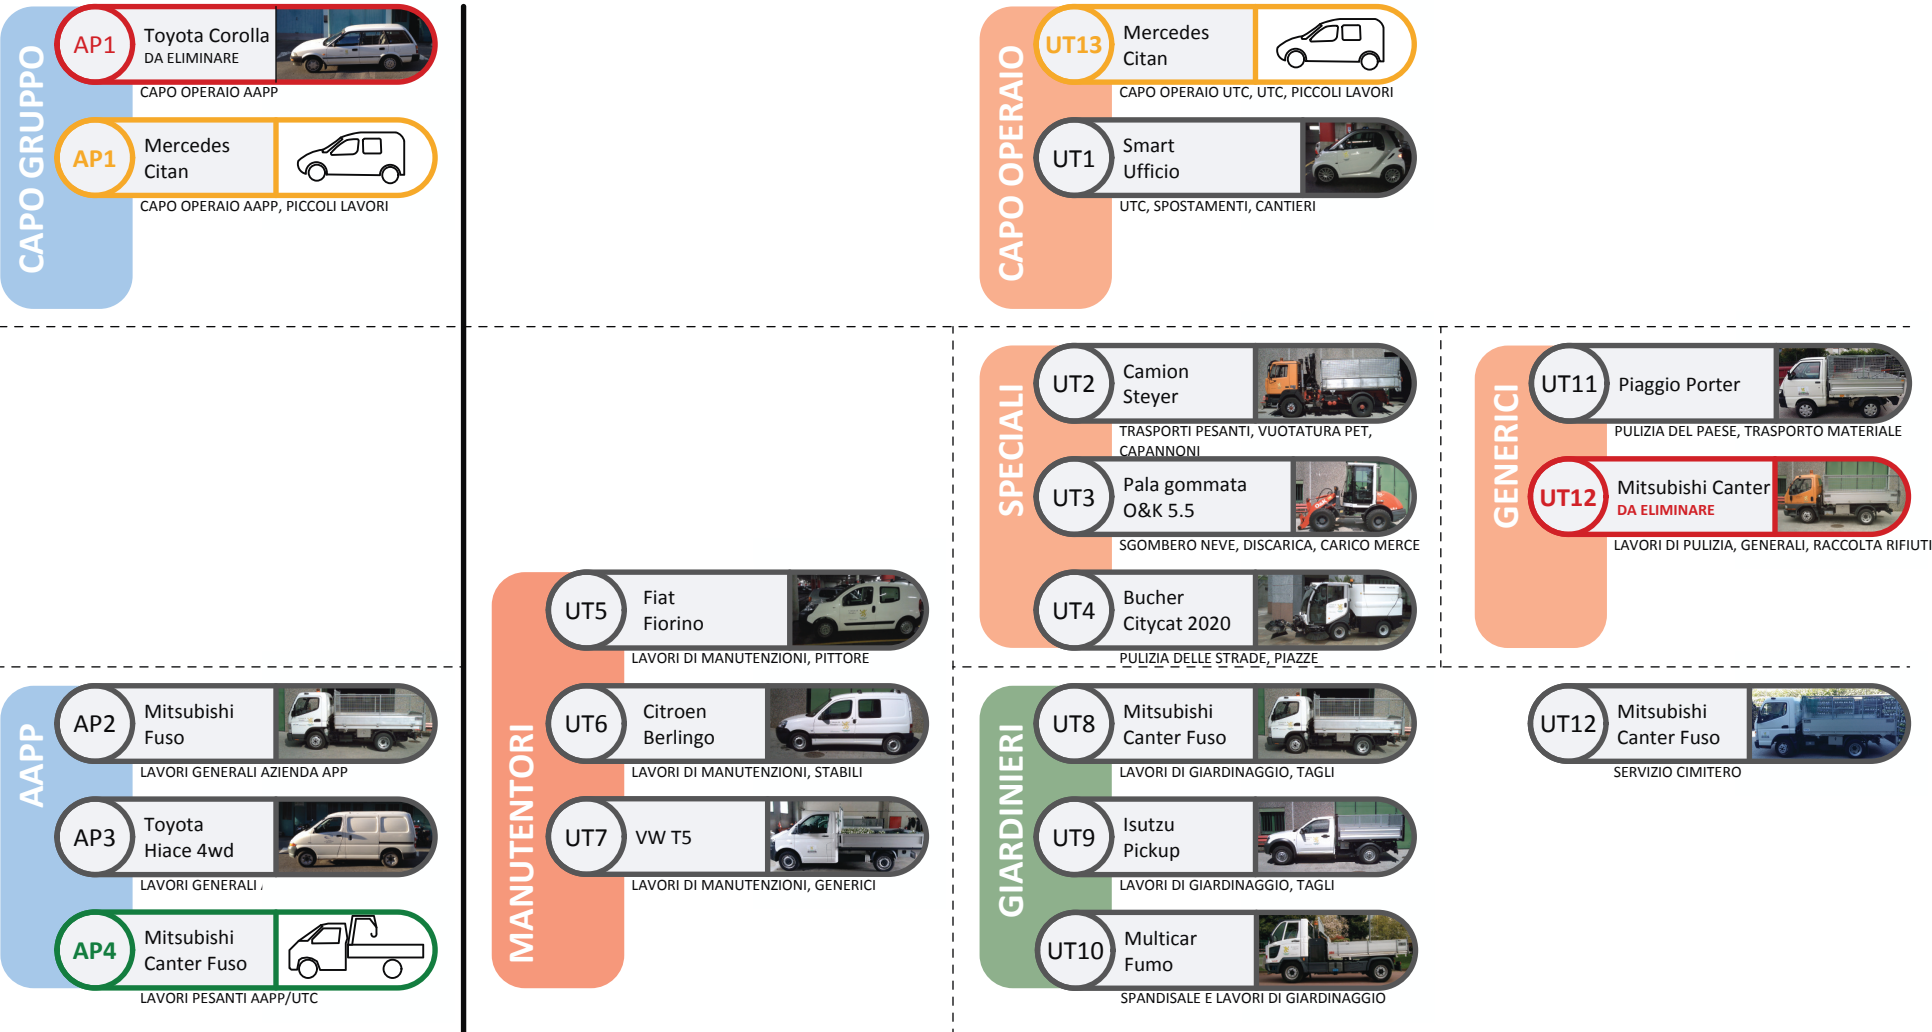 CAPO GRUPPO
AP1
Toyota Corolla
DA ELIMINARE
CAPO OPERAIO AAPP
AP1
Mercedes
Citan
CAPO OPERAIO AAPP, PICCOLI LAVORI
CAPO OPERAIO
UT13
Mercedes
Citan
CAPO OPERAIO UTC, UTC, PICCOLI LAVORI
UT1
Smart
Ufficio
UTC, SPOSTAMENTI, CANTIERI
SPECIALI
UT2
Camion
Steyer
TRASPORTI PESANTI, VUOTATURA PET,
CAPANNONI
UT3
Pala gommata
O&K 5.5
SGOMBERO NEVE, DISCARICA, CARICO MERCE
UT4
Bucher
Citycat 2020
PULIZIA DELLE STRADE, PIAZZE
GENERICI
UT11
Piaggio Porter
PULIZIA DEL PAESE, TRASPORTO MATERIALE
UT12
Mitsubishi Canter
DA ELIMINARE
LAVORI DI PULIZIA, GENERALI, RACCOLTA RIFIUTI
MANUTENTORI
UT5
Fiat
Fiorino
LAVORI DI MANUTENZIONI, PITTORE
UT6
Citroen
Berlingo
LAVORI DI MANUTENZIONI, STABILI
UT7
VW T5
LAVORI DI MANUTENZIONI, GENERICI
AAPP
AP2
Mitsubishi
Fuso
LAVORI GENERALI AZIENDA APP
AP3
Toyota
Hiace 4wd
LAVORI GENERALI
AP4
Mitsubishi
Canter Fuso
LAVORI PESANTI AAPP/UTC
GIARDINIERI
UT8
Mitsubishi
Canter Fuso
LAVORI DI GIARDINAGGIO, TAGLI
UT9
Isutzu
Pickup
LAVORI DI GIARDINAGGIO, TAGLI
UT10
Multicar
Fumo
SPANDISALE E LAVORI DI GIARDINAGGIO
UT12
Mitsubishi
Canter Fuso
SERVIZIO CIMITERO